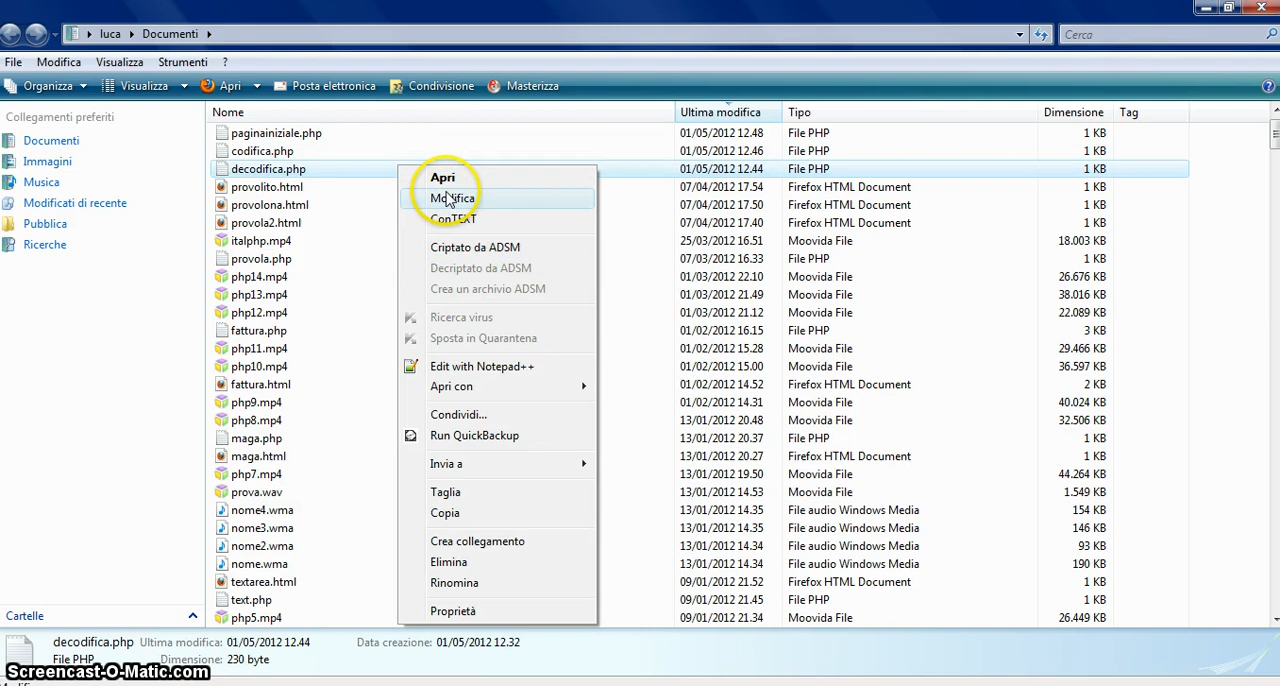 luca Documenti
Cerca
File Modifica Visualizza Strumenti ?
Organizza Visualizza Apri Posta elettronica Condivisione Masterizza
Collegamenti preferiti
Documenti
Immagini
Musica
Modificati di recente
Pubblica
Ricerche
Cartelle
Nome Ultima modifica Tipo Dimensione Tag
paginainiziale.php 01/05/2012 12.48 File PHP 1 KB
codifica.php 01/05/2012 12.46 File PHP 1 KB
decodifica.php 01/05/2012 12.44 File PHP 1 KB
provolito.html 07/04/2012 17.54 Firefox HTML Document 1 KB
provolona.html 07/04/2012 17.50 Firefox HTML Document 1 KB
provola2.html 07/04/2012 17.40 Firefox HTML Document 1 KB
italphp.mp4 25/03/2012 16.51 Moovida File 18.003 KB
provola.php 07/03/2012 16.33 File PHP 1 KB
php14.mp4 01/03/2012 22.10 Moovida File 26.676 KB
php13.mp4 01/03/2012 21.49 Moovida File 38.016 KB
php12.mp4 01/03/2012 21.12 Moovida File 22.089 KB
fattura.php 01/02/2012 16.15 File PHP 3 KB
php11.mp4 01/02/2012 15.28 Moovida File 29.466 KB
php10.mp4 01/02/2012 15.00 Moovida File 36.597 KB
fattura.html 01/02/2012 14.52 Firefox HTML Document 2 KB
php9.mp4 01/02/2012 14.31 Moovida File 40.024 KB
php8.mp4 13/01/2012 20.48 Moovida File 32.506 KB
maga.php 13/01/2012 20.37 File PHP 1 KB
maga.html 13/01/2012 20.27 Firefox HTML Document 1 KB
php7.mp4 13/01/2012 19.50 Moovida File 44.264 KB
prova.wav 13/01/2012 14.53 Moovida File 1.549 KB
nome4.wma 13/01/2012 14.35 File audio Windows Media 154 KB
nome3.wma 13/01/2012 14.35 File audio Windows Media 146 KB
nome2.wma 13/01/2012 14.35 File audio Windows Media 93 KB
nome.wma 13/01/2012 14.34 File audio Windows Media 190 KB
textarea.html 09/01/2012 21.52 Firefox HTML Document 1 KB
text.php 09/01/2012 21.45 File PHP 1 KB
php5.mp4 09/01/2012 21.34 Moovida File 26.449 KB
Apri
Modifica
ConTEXT
Criptato da ADSM
Decriptato da ADSM
Crea un archivio ADSM
Ricerca virus
Sposta in Quarantena
Edit with Notepad++
Apri con
Condividi...
Run QuickBackup
Invia a
Taglia
Copia
Crea collegamento
Elimina
Rinomina
Proprietà
decodifica.php Ultima modifica: 01/05/2012 12.44 Data creazione: 01/05/2012 12.32
File PHP Dimensione: 230 byte
Screencast-O-Matic.com